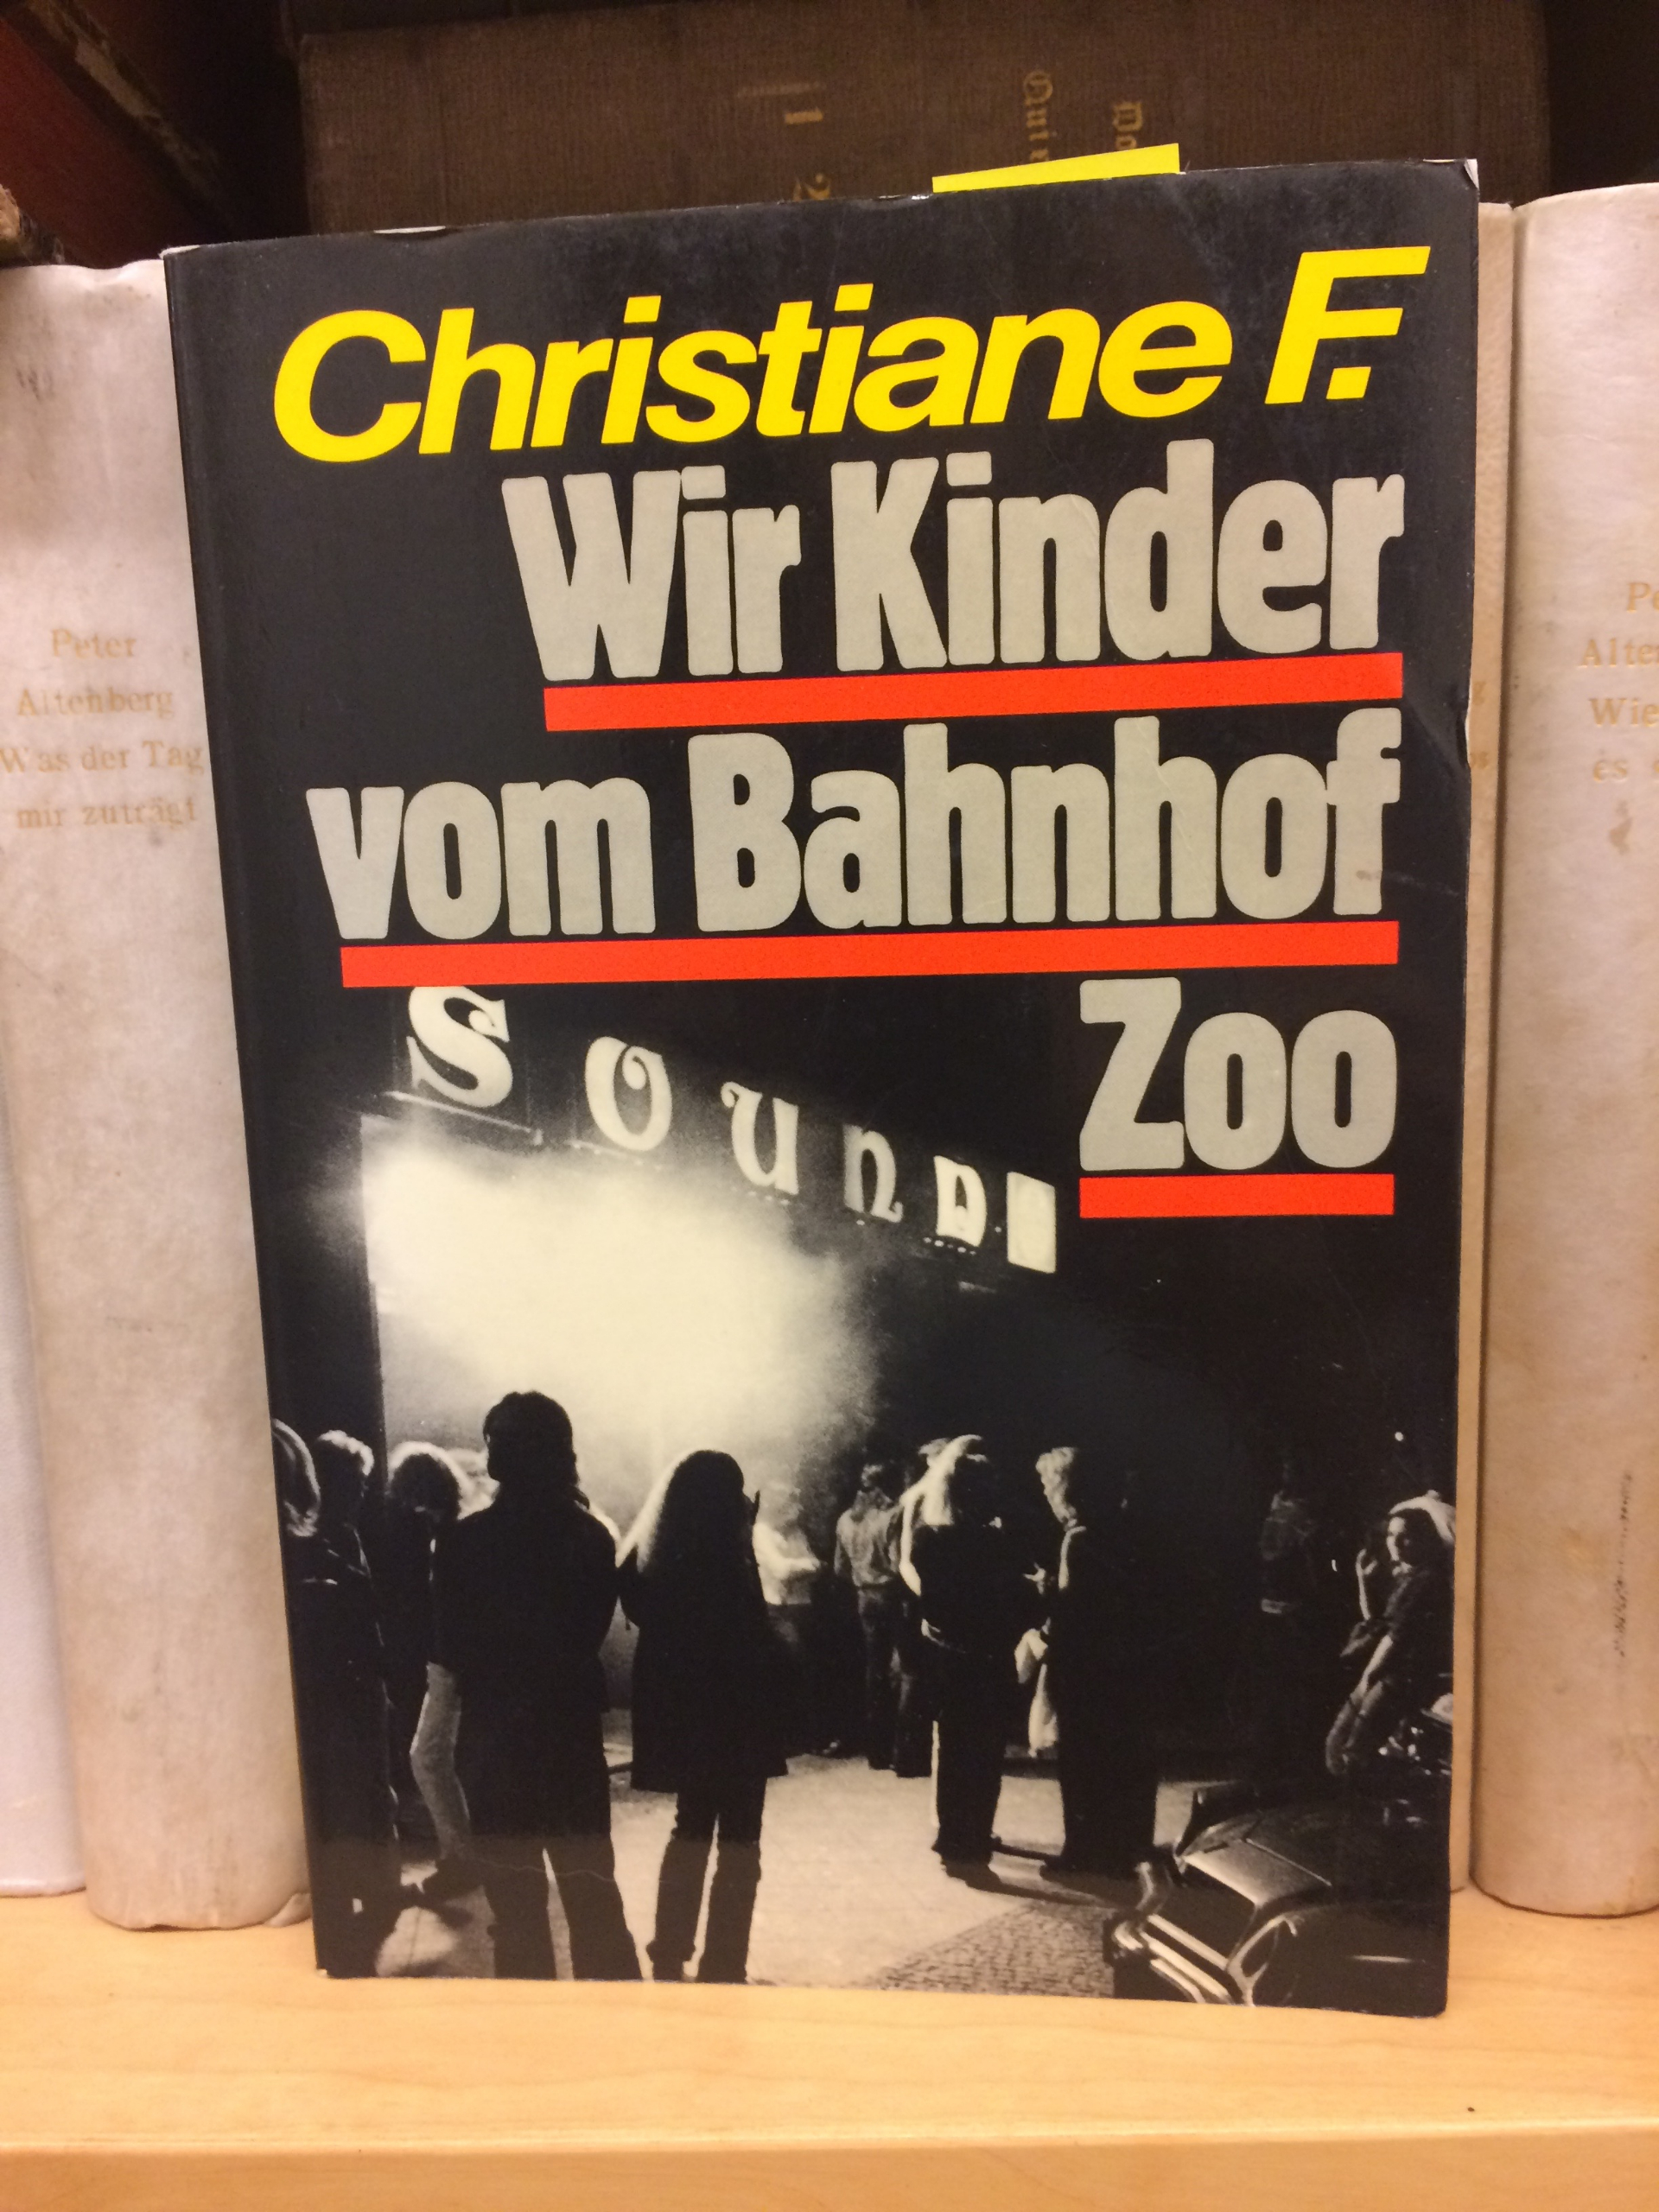 Christiane F.
Wir Kinder
vom Bahnhof
Zoo
SOUND
Peter
Altenberg
Was der Tag
mir zuträgt